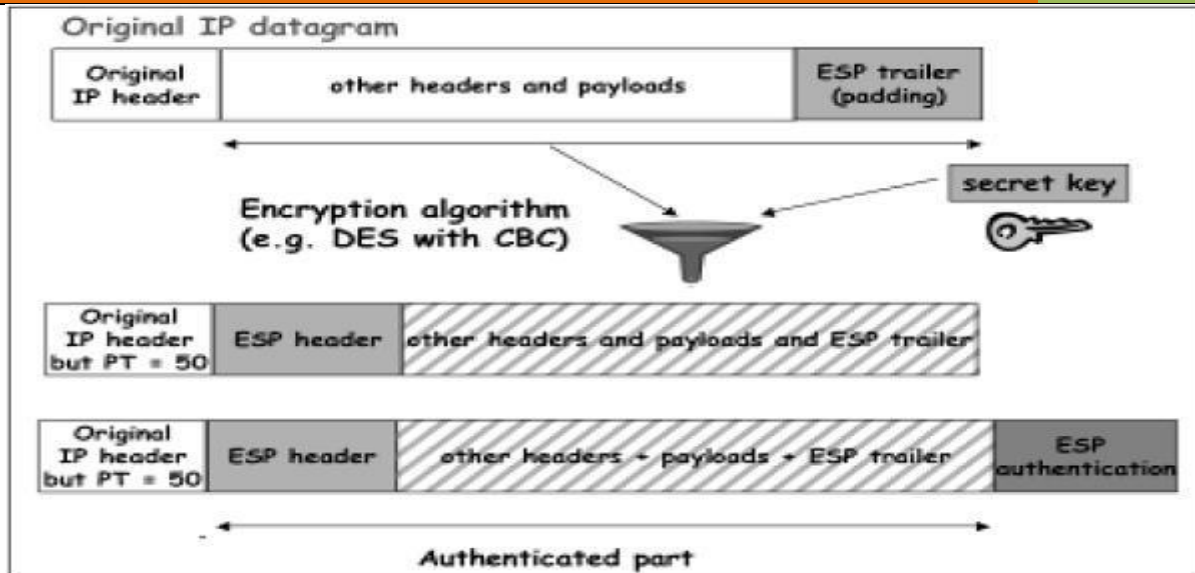 Original IP datagram
Original
IP header
other headers and payloads
ESP trailer
(padding)
secret key
Encryption algorithm
(e.g. DES with CBC)
Original
IP header
but PT = 50
ESP header
other headers and payloads and ESP trailer
Original
IP header
but PT = 50
ESP header
other headers + payloads + ESP trailer
ESP
authentication
Authenticated part